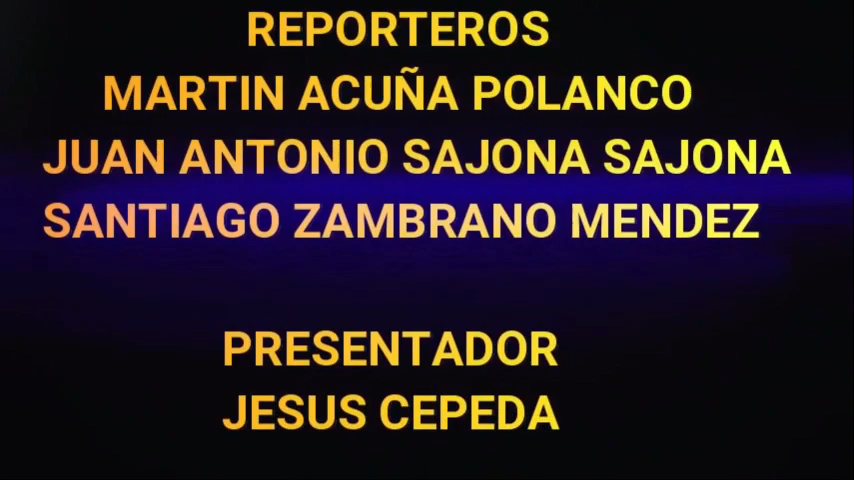 REPORTEROS
MARTIN ACUÑA POLANCO
JUAN ANTONIO SAJONA SAJONA
SANTIAGO ZAMBRANO MENDEZ
PRESENTADOR
JESUS CEPEDA